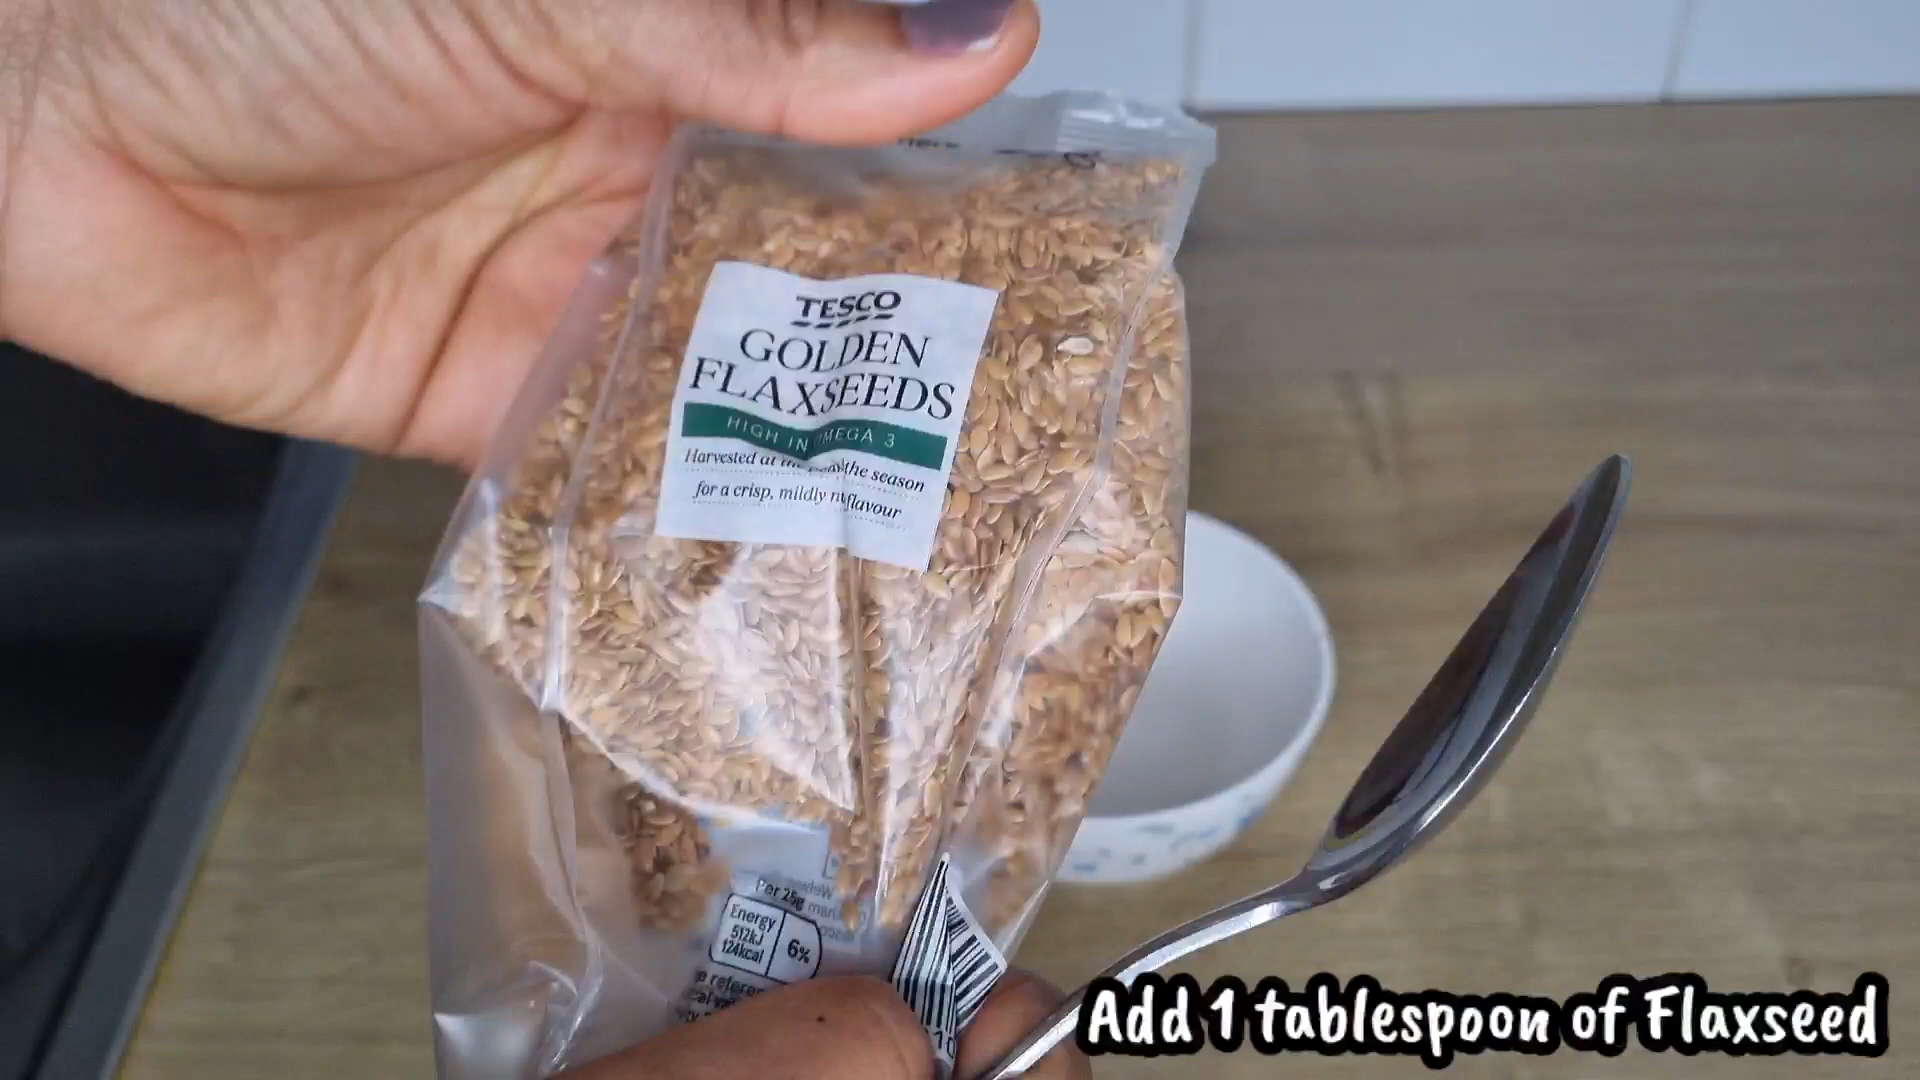 here
TESCO
GOLDEN
FLAXSEEDS
HIGH IN OMEGA 3
Harvested at the season
for a crisp, mildly flavour
Per 25g
Energy
512kJ
124kcal
6%
Add 1 tablespoon of Flaxseed